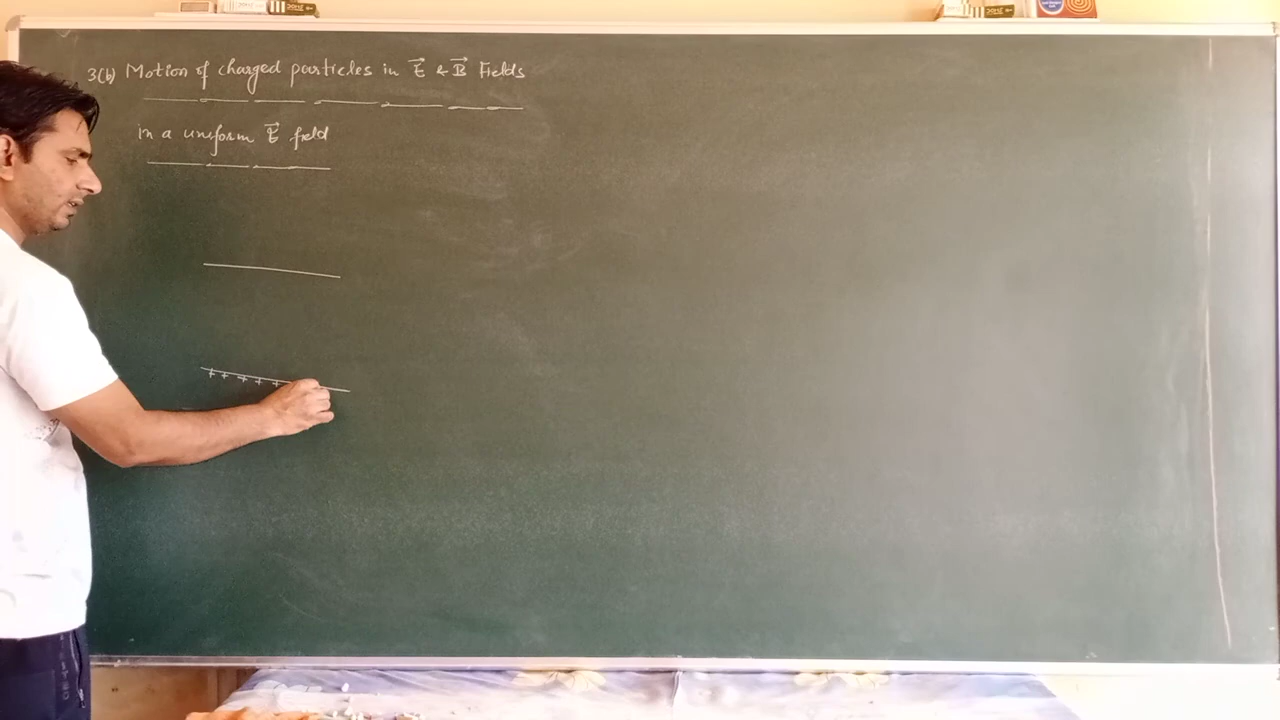 3(b) Motion of charged particles in E⃗ & B⃗ Fields
in a uniform E⃗ field
+ + + + +